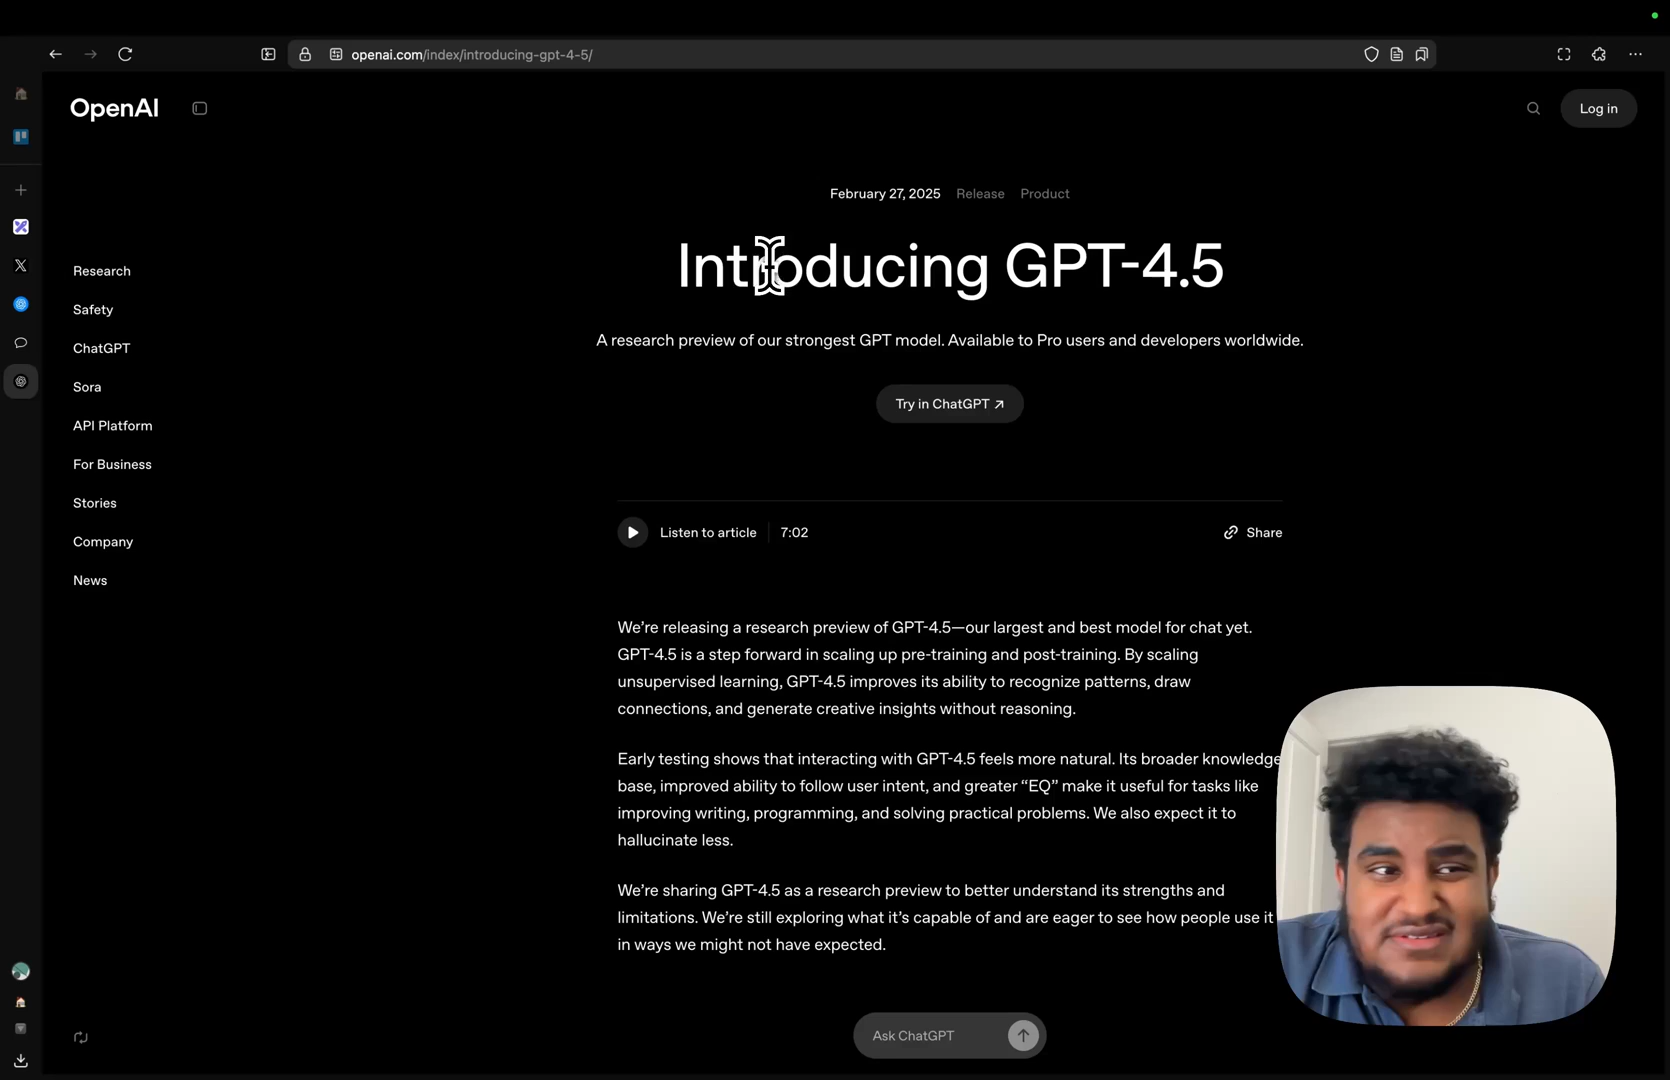 openai.com/index/introducing-gpt-4-5/
OpenAI
Log in
Research
Safety
ChatGPT
Sora
API Platform
For Business
Stories
Company
News
February 27, 2025 Release Product
Introducing GPT-4.5
A research preview of our strongest GPT model. Available to Pro users and developers worldwide.
Try in ChatGPT ↗
Listen to article 7:02
Share
We’re releasing a research preview of GPT-4.5—our largest and best model for chat yet.
GPT-4.5 is a step forward in scaling up pre-training and post-training. By scaling
unsupervised learning, GPT-4.5 improves its ability to recognize patterns, draw
connections, and generate creative insights without reasoning.
Early testing shows that interacting with GPT-4.5 feels more natural. Its broader knowledge
base, improved ability to follow user intent, and greater “EQ” make it useful for tasks like
improving writing, programming, and solving practical problems. We also expect it to
hallucinate less.
We’re sharing GPT-4.5 as a research preview to better understand its strengths and
limitations. We’re still exploring what it’s capable of and are eager to see how people use it
in ways we might not have expected.
Ask ChatGPT